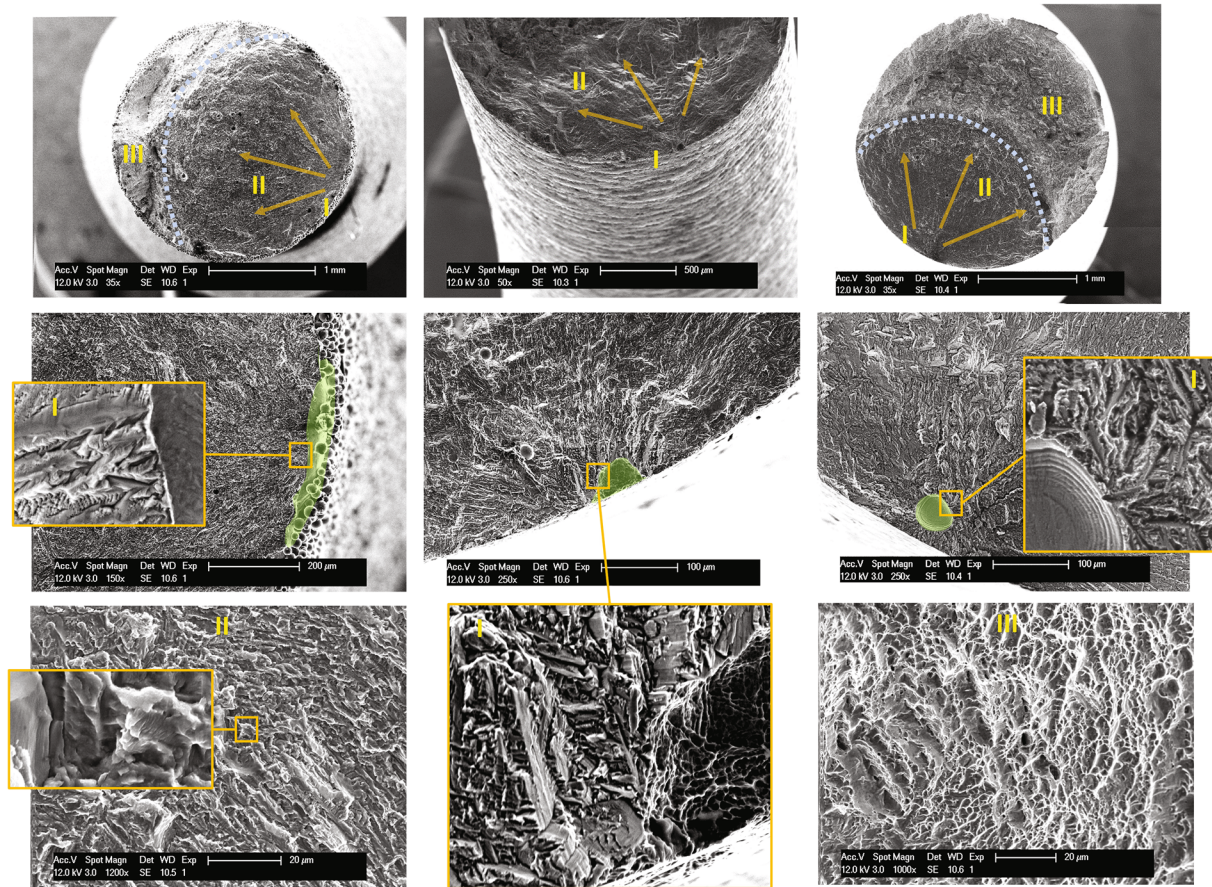 II
III
II
I
Acc.V Spot Magn Det WD Exp
12.0 kV 3.0 35x SE 10.6 1
1 mm
II
I
Acc.V Spot Magn Det WD Exp
12.0 kV 3.0 50x SE 10.3 1
500 µm
III
II
I
Acc.V Spot Magn Det WD Exp
12.0 kV 3.0 35x SE 10.4 1
1 mm
I
Acc.V Spot Magn Det WD Exp
12.0 kV 3.0 150x SE 10.6 1
200 µm
Acc.V Spot Magn Det WD Exp
12.0 kV 3.0 250x SE 10.6 1
100 µm
I
Acc.V Spot Magn Det WD Exp
12.0 kV 3.0 250x SE 10.4 1
100 µm
II
Acc.V Spot Magn Det WD Exp
12.0 kV 3.0 1200x SE 10.5 1
20 µm
I
III
Acc.V Spot Magn Det WD Exp
12.0 kV 3.0 1000x SE 10.6 1
20 µm